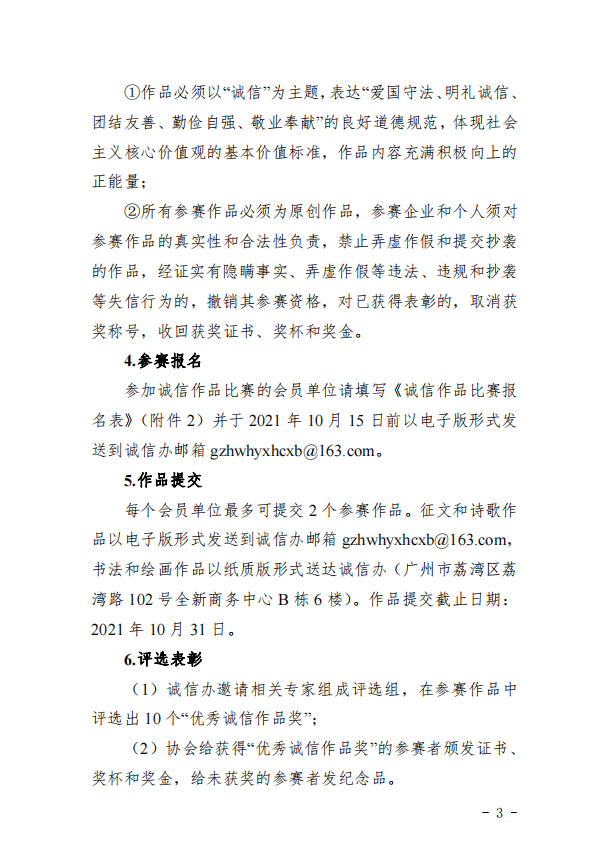 ①作品必须以“诚信”为主题，表达“爱国守法、明礼诚信、
团结友善、勤俭自强、敬业奉献”的良好道德规范，体现社会
主义核心价值观的基本价值标准，作品内容充满积极向上的
正能量；
②所有参赛作品必须为原创作品，参赛企业和个人须对
参赛作品的真实性和合法性负责，禁止弄虚作假和提交抄袭
的作品，经证实有隐瞒事实、弄虚作假等违法、违规和抄袭
等失信行为的，撤销其参赛资格，对已获得表彰的，取消获
奖称号，收回获奖证书、奖杯和奖金。
4.参赛报名
参加诚信作品比赛的会员单位请填写《诚信作品比赛报
名表》（附件 2）并于 2021 年 10 月 15 日前以电子版形式发
送到诚信办邮箱 gzhwhyxhcxb@163.com。
5.作品提交
每个会员单位最多可提交 2 个参赛作品。征文和诗歌作
品以电子版形式发送到诚信办邮箱 gzhwhyxhcxb@163.com，
书法和绘画作品以纸质版形式送达诚信办（广州市荔湾区荔
湾路 102 号全新商务中心 B 栋 6 楼）。作品提交截止日期：
2021 年 10 月 31 日。
6.评选表彰
（1）诚信办邀请相关专家组成评选组，在参赛作品中
评选出 10 个“优秀诚信作品奖”；
（2）协会给获得“优秀诚信作品奖”的参赛者颁发证书、
奖杯和奖金，给未获奖的参赛者发纪念品。
- 3 -